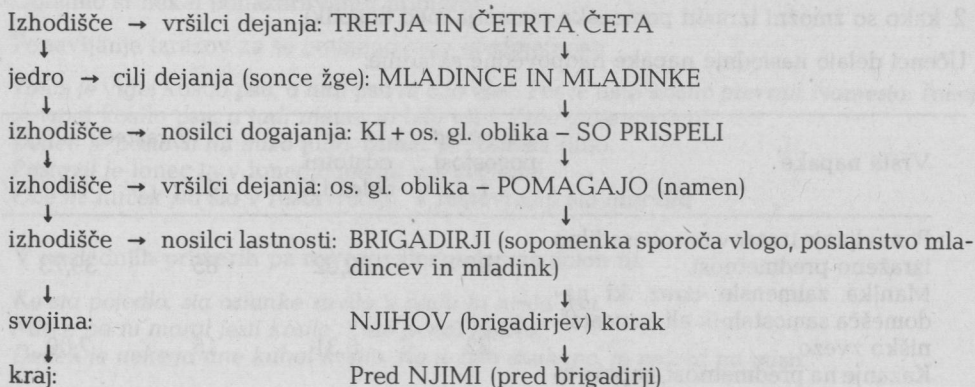 Izhodišče → vršilci dejanja: TRETJA IN ČETRTA ČETA
jedro → cilj dejanja (sonce žge): MLADINCE IN MLADINKE
izhodišče → nosilci dogajanja: KI + os. gl. oblika – SO PRISPELI
izhodišče → vršilci dejanja: os. gl. oblika – POMAGAJO (namen)
izhodišče → nosilci lastnosti: BRIGADIRJI (sopomenka sporoča vlogo, poslanstvo mla-
dincev in mladink)
svojina: NJIHOV (brigadirjev) korak
kraj: Pred NJIMI (pred brigadirji)